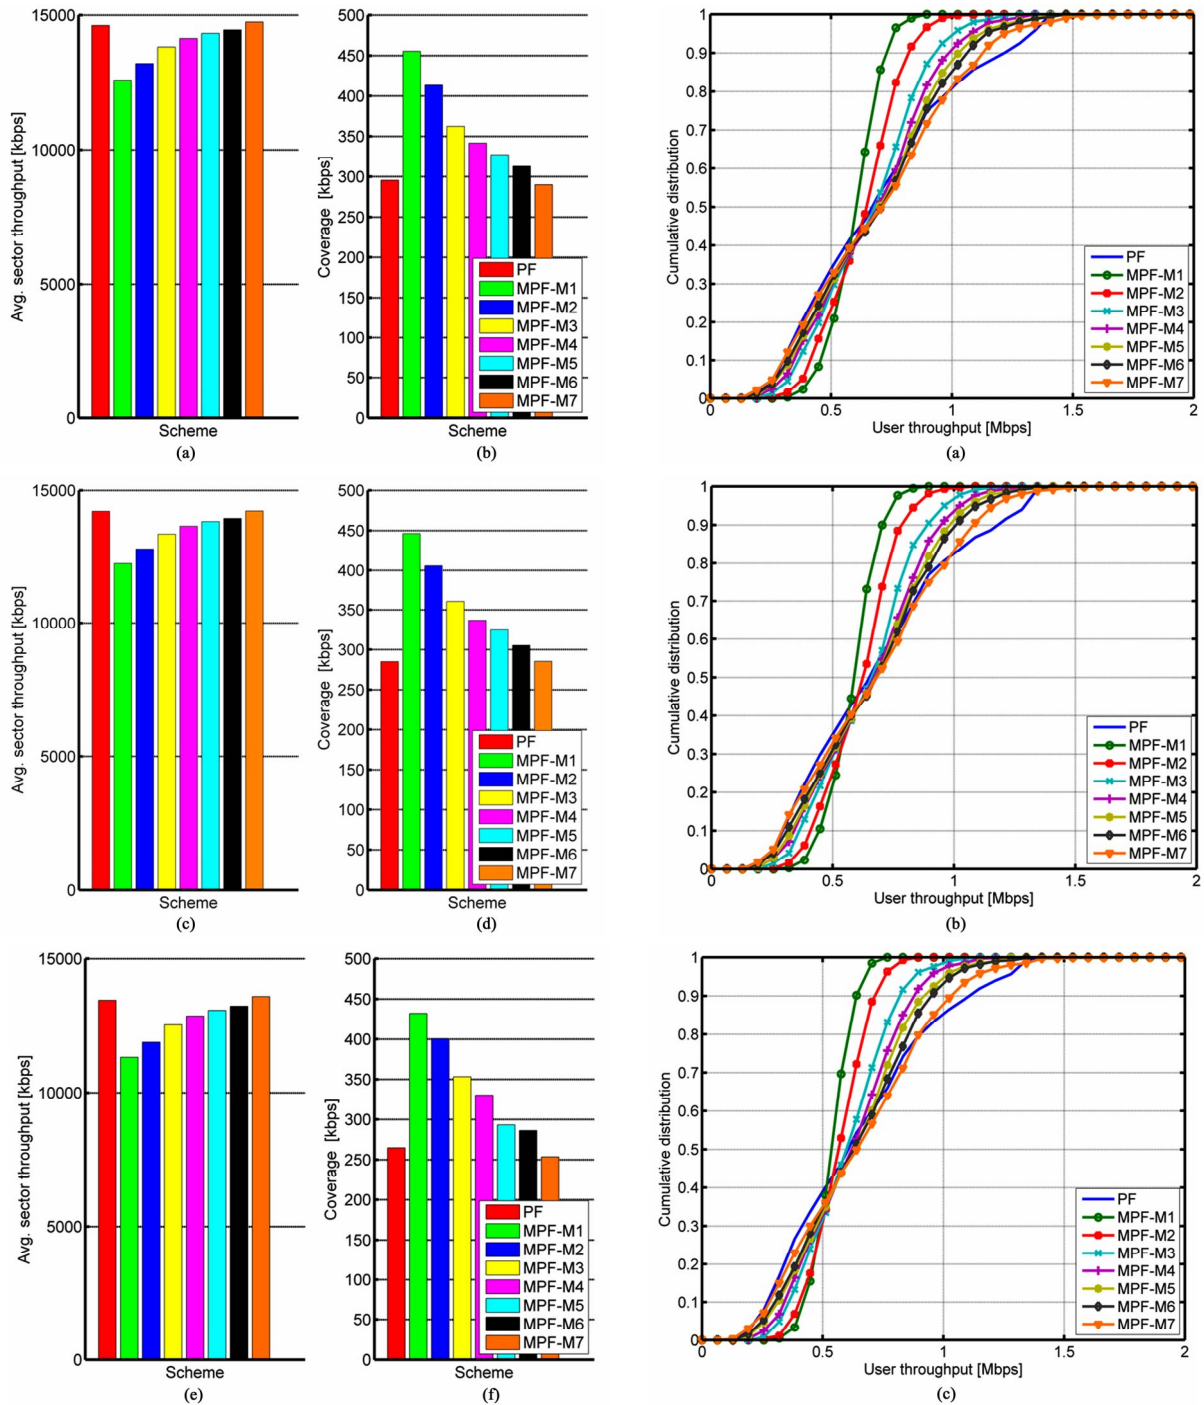 15000
10000
5000
0
Avg. sector throughput [kbps]
Scheme
(a)
500
450
400
350
300
250
200
150
100
50
0
Coverage [kbps]
PF
MPF-M1
MPF-M2
MPF-M3
MPF-M4
MPF-M5
MPF-M6
MPF-M7
Scheme
(b)
1
0.9
0.8
0.7
0.6
0.5
0.4
0.3
0.2
0.1
0
Cumulative distribution
PF
MPF-M1
MPF-M2
MPF-M3
MPF-M4
MPF-M5
MPF-M6
MPF-M7
0 0.5 1 1.5 2
User throughput [Mbps]
(a)
15000
10000
5000
0
Avg. sector throughput [kbps]
Scheme
(c)
500
450
400
350
300
250
200
150
100
50
0
Coverage [kbps]
PF
MPF-M1
MPF-M2
MPF-M3
MPF-M4
MPF-M5
MPF-M6
MPF-M7
Scheme
(d)
1
0.9
0.8
0.7
0.6
0.5
0.4
0.3
0.2
0.1
0
Cumulative distribution
PF
MPF-M1
MPF-M2
MPF-M3
MPF-M4
MPF-M5
MPF-M6
MPF-M7
0 0.5 1 1.5 2
User throughput [Mbps]
(b)
15000
10000
5000
0
Avg. sector throughput [kbps]
Scheme
(e)
500
450
400
350
300
250
200
150
100
50
0
Coverage [kbps]
PF
MPF-M1
MPF-M2
MPF-M3
MPF-M4
MPF-M5
MPF-M6
MPF-M7
Scheme
(f)
1
0.9
0.8
0.7
0.6
0.5
0.4
0.3
0.2
0.1
0
Cumulative distribution
PF
MPF-M1
MPF-M2
MPF-M3
MPF-M4
MPF-M5
MPF-M6
MPF-M7
0 0.5 1 1.5 2
User throughput [Mbps]
(c)